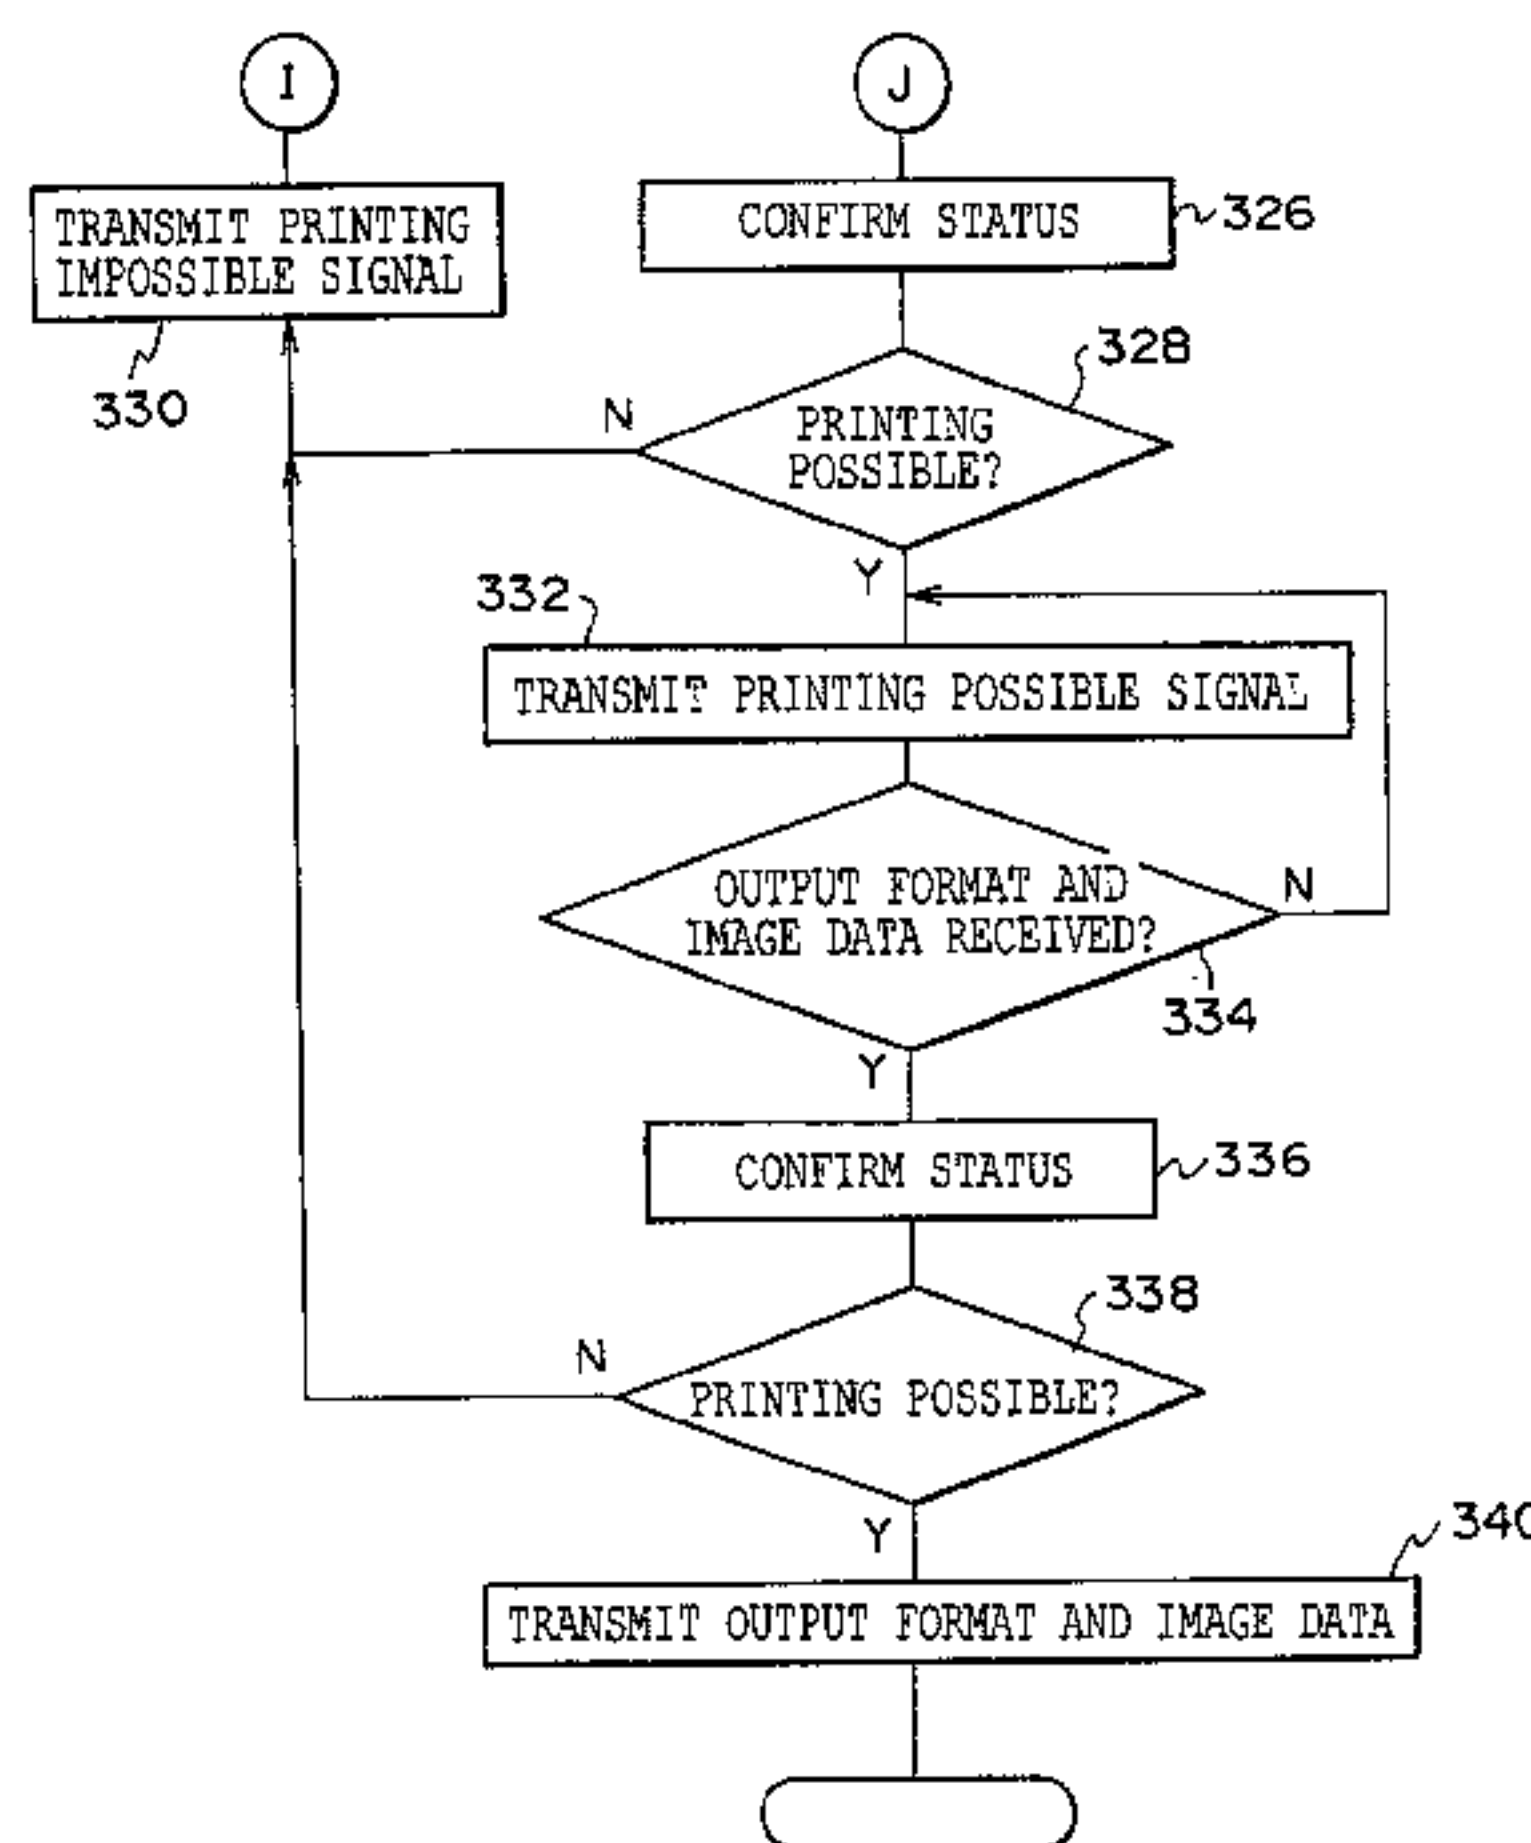 I
J
TRANSMIT PRINTING
IMPOSSIBLE SIGNAL
330
CONFIRM STATUS
326
328
N
PRINTING
POSSIBLE?
Y
332
TRANSMIT PRINTING POSSIBLE SIGNAL
OUTPUT FORMAT AND
IMAGE DATA RECEIVED?
N
334
Y
CONFIRM STATUS
336
338
N
PRINTING POSSIBLE?
Y
340
TRANSMIT OUTPUT FORMAT AND IMAGE DATA